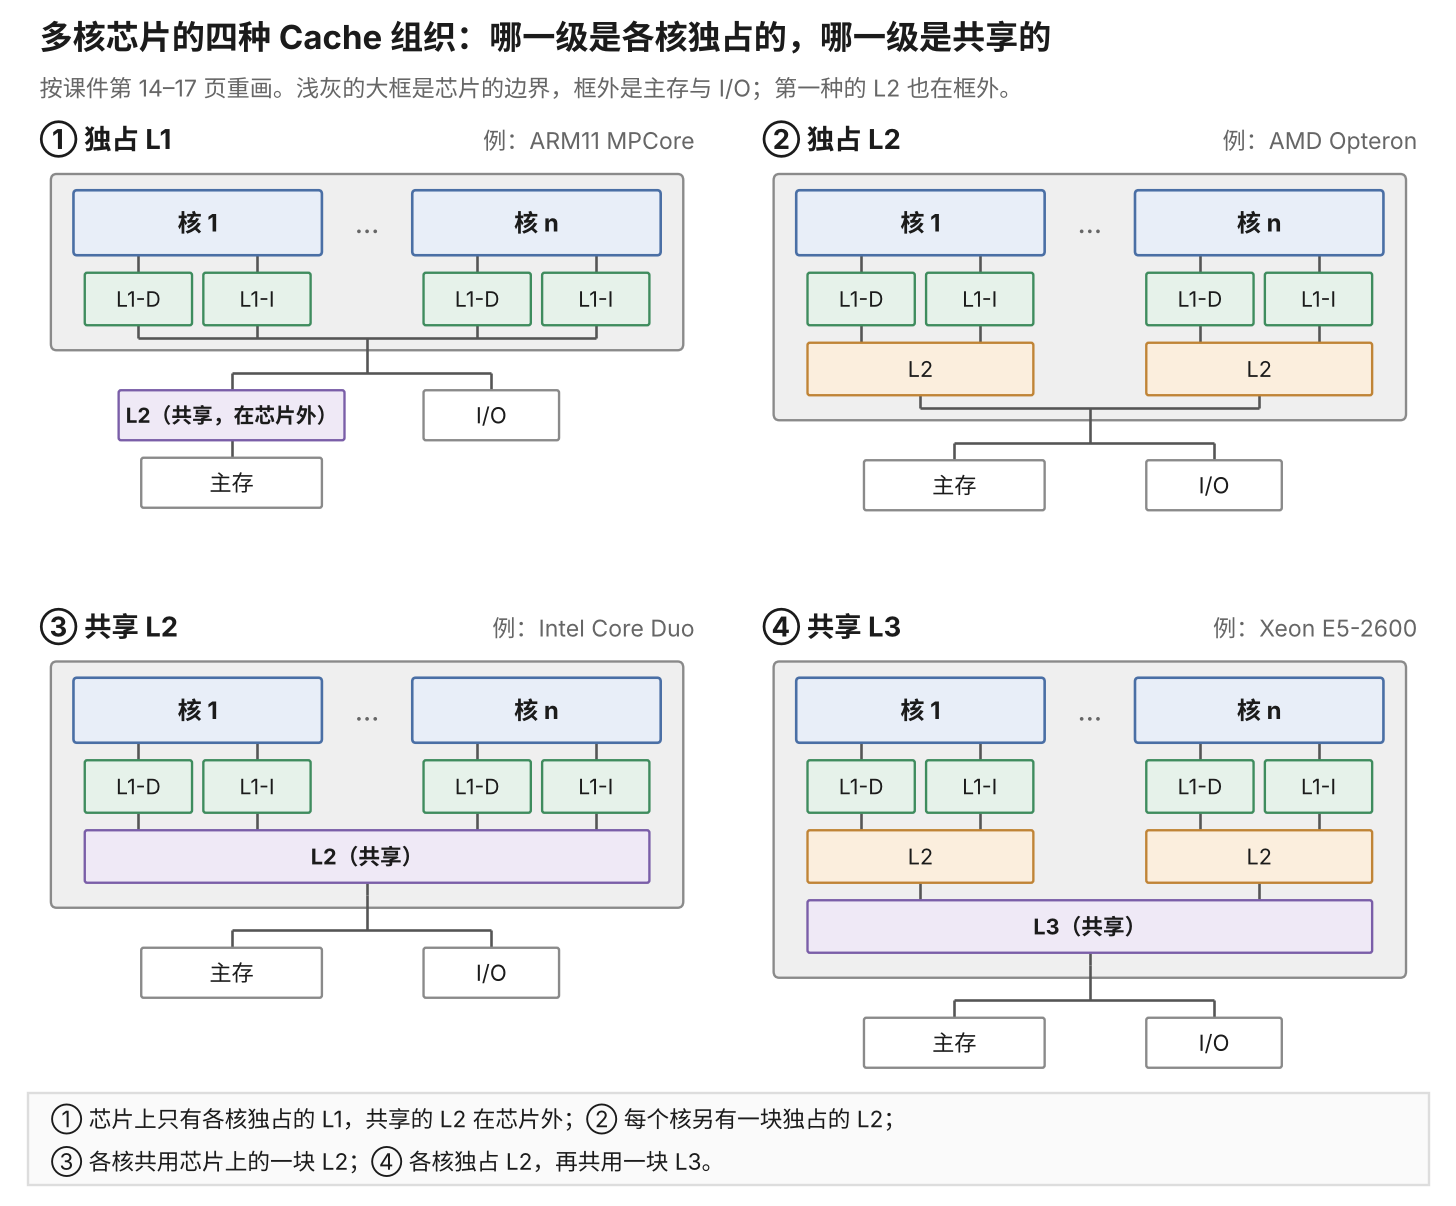 多核芯片的四种 Cache 组织：哪一级是各核独占的，哪一级是共享的
按课件第 14–17 页重画。浅灰的大框是芯片的边界，框外是主存与 I/O；第一种的 L2 也在框外。
① 独占 L1
例：ARM11 MPCore
核 1
…
核 n
L1-D
L1-I
L1-D
L1-I
L2（共享，在芯片外）
I/O
主存
② 独占 L2
例：AMD Opteron
核 1
…
核 n
L1-D
L1-I
L1-D
L1-I
L2
L2
主存
I/O
③ 共享 L2
例：Intel Core Duo
核 1
…
核 n
L1-D
L1-I
L1-D
L1-I
L2（共享）
主存
I/O
④ 共享 L3
例：Xeon E5-2600
核 1
…
核 n
L1-D
L1-I
L1-D
L1-I
L2
L2
L3（共享）
主存
I/O
① 芯片上只有各核独占的 L1，共享的 L2 在芯片外；② 每个核另有一块独占的 L2；
③ 各核共用芯片上的一块 L2；④ 各核独占 L2，再共用一块 L3。